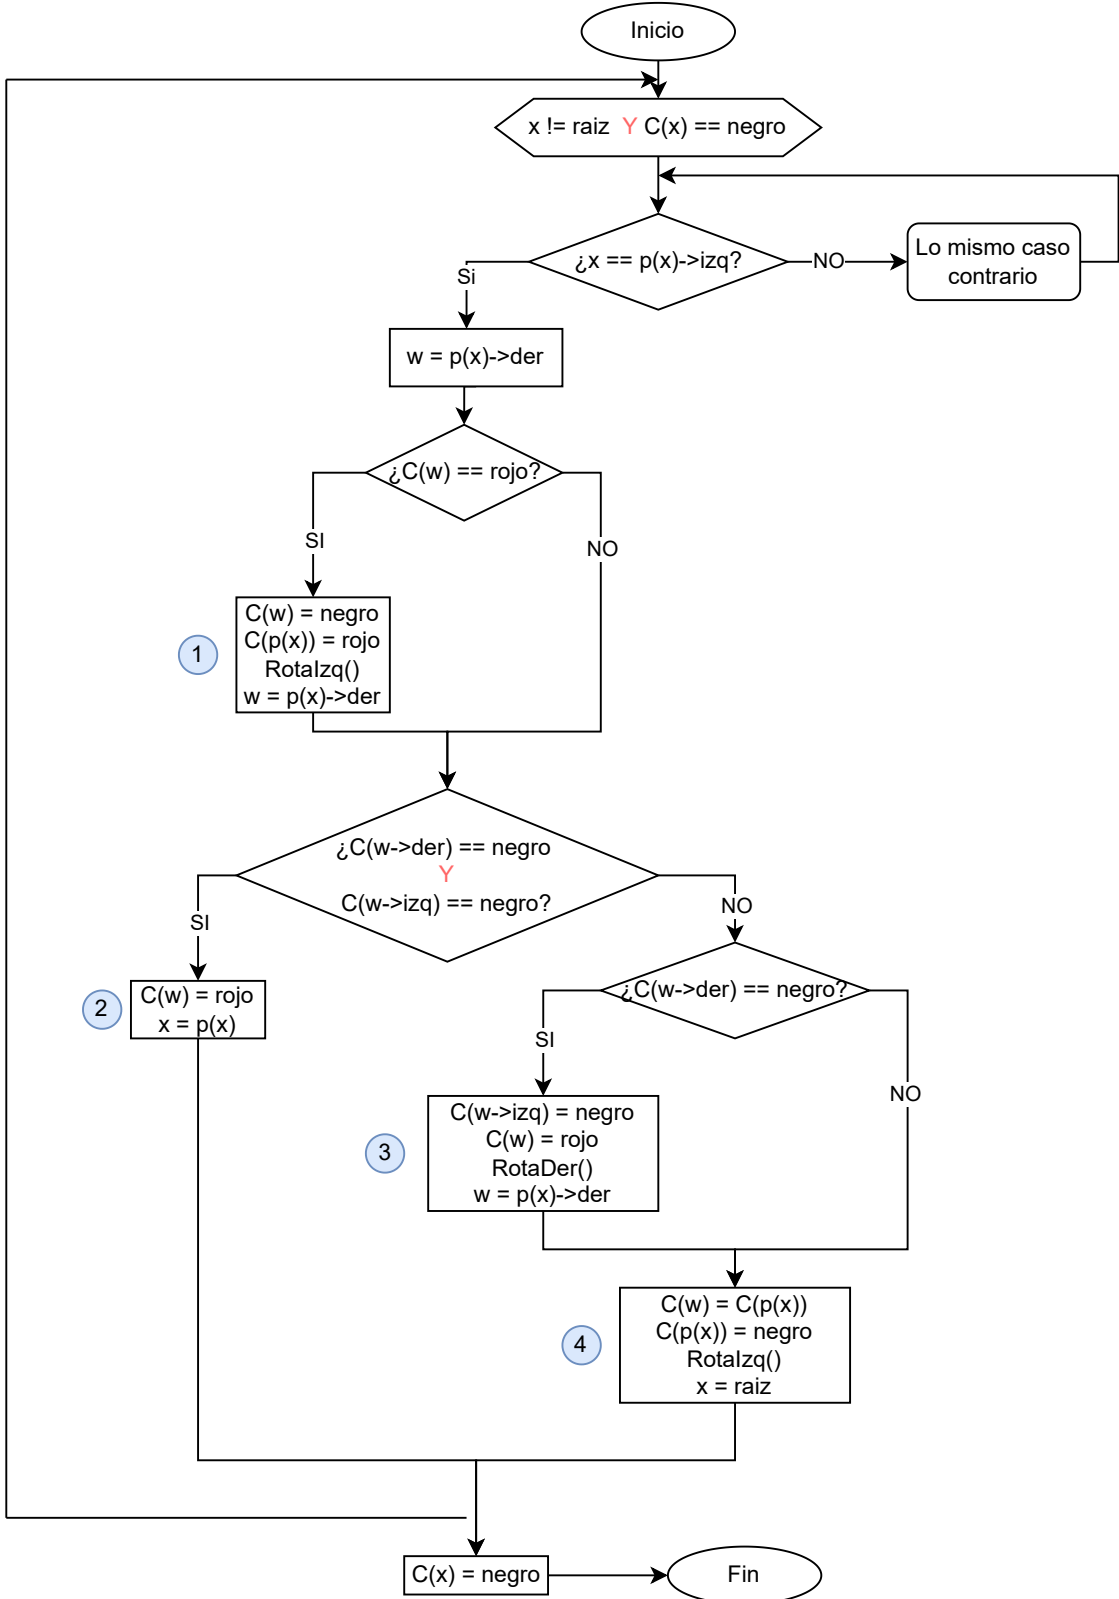 Inicio
x != raiz Y C(x) == negro
¿x == p(x)->izq?
NO
Lo mismo caso
contrario
Si
w = p(x)->der
¿C(w) == rojo?
SI
NO
C(w) = negro
C(p(x)) = rojo
RotaIzq()
w = p(x)->der
1
¿C(w->der) == negro
Y
C(w->izq) == negro?
SI
NO
C(w) = rojo
x = p(x)
2
¿C(w->der) == negro?
SI
NO
C(w->izq) = negro
C(w) = rojo
RotaDer()
w = p(x)->der
3
C(w) = C(p(x))
C(p(x)) = negro
RotaIzq()
x = raiz
4
C(x) = negro
Fin